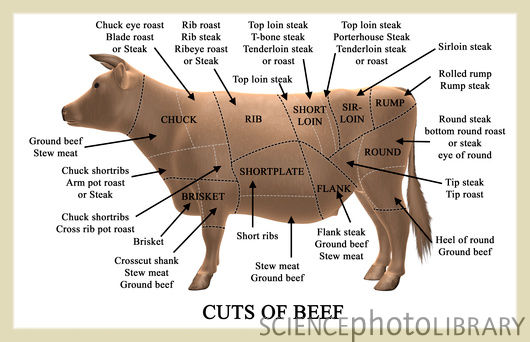 Chuck eye roast
Blade roast
or Steak
Rib roast
Rib steak
Ribeye roast
or Steak
Top loin steak
T-bone steak
Tenderloin steak
or roast
Top loin steak
Porterhouse Steak
Tenderloin steak
or roast
Sirloin steak
Top loin steak
Rolled rump
Rump steak
CHUCK
RIB
SHORT
LOIN
SIR-
LOIN
RUMP
Ground beef
Stew meat
Round steak
bottom round roast
or steak
eye of round
ROUND
Chuck shortribs
Arm pot roast
or Steak
SHORTPLATE
FLANK
BRISKET
Tip steak
Tip roast
Chuck shortribs
Cross rib pot roast
Brisket
Short ribs
Flank steak
Ground beef
Stew meat
Heel of round
Ground beef
Crosscut shank
Stew meat
Ground beef
Stew meat
Ground beef
CUTS OF BEEF
SCIENCEphotoLIBRARY